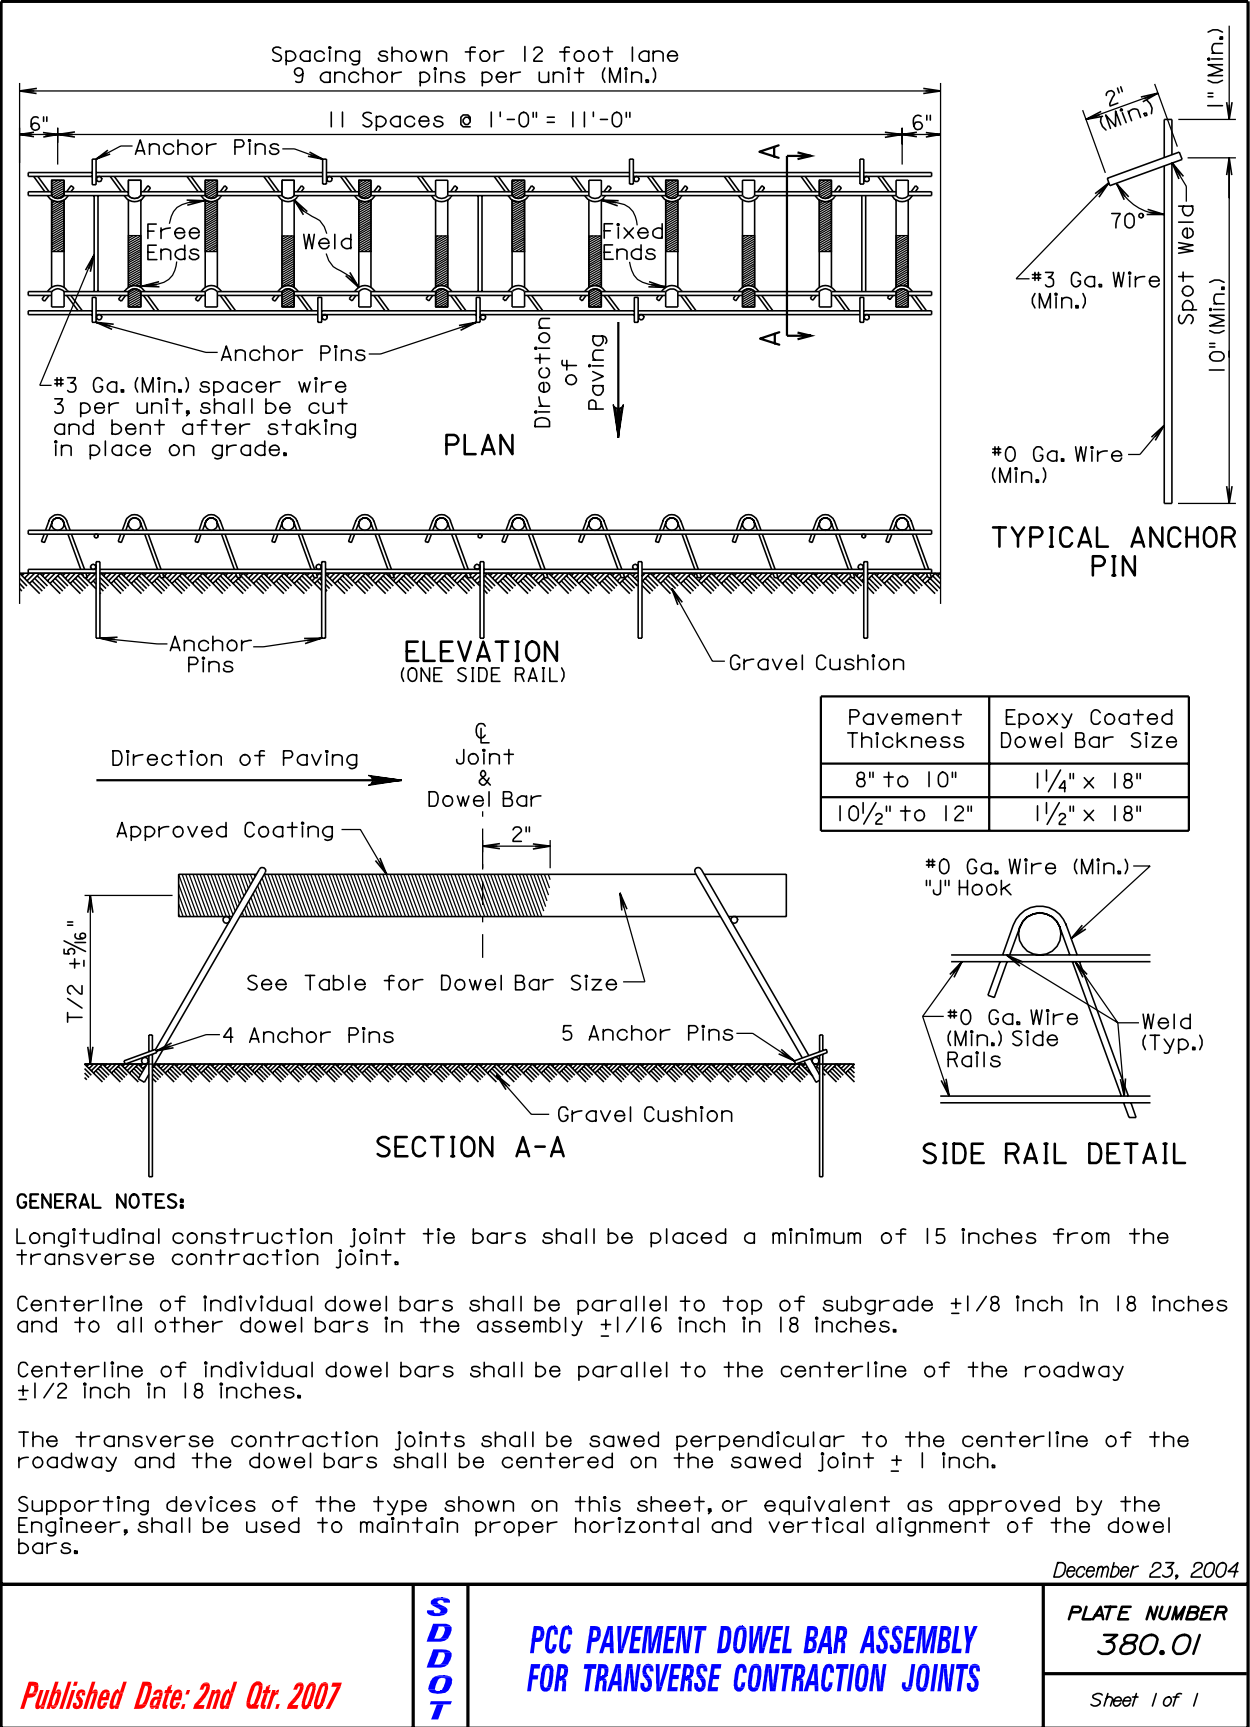 Spacing shown for 12 foot lane
9 anchor pins per unit (Min.)
6"
11 Spaces @ 1'-0" = 11'-0"
6"
Anchor Pins
A
Free
Ends
Weld
Fixed
Ends
A
Anchor Pins
#3 Ga. (Min.) spacer wire
3 per unit, shall be cut
and bent after staking
in place on grade.
Direction
of
Paving
PLAN
2"
(Min.)
1" (Min.)
70°
#3 Ga. Wire
(Min.)
Spot Weld
10" (Min.)
#0 Ga. Wire
(Min.)
TYPICAL ANCHOR
PIN
Anchor
Pins
ELEVATION
(ONE SIDE RAIL)
Gravel Cushion
Pavement
Thickness
Epoxy Coated
Dowel Bar Size
8" to 10"
1 1/4" x 18"
10 1/2" to 12"
1 1/2" x 18"
Direction of Paving
℄
Joint
&
Dowel Bar
Approved Coating
2"
T/2 ±5/16"
See Table for Dowel Bar Size
4 Anchor Pins
5 Anchor Pins
Gravel Cushion
SECTION A-A
#0 Ga. Wire (Min.)
"J" Hook
#0 Ga. Wire
(Min.) Side
Rails
Weld
(Typ.)
SIDE RAIL DETAIL
GENERAL NOTES:
Longitudinal construction joint tie bars shall be placed a minimum of 15 inches from the
transverse contraction joint.
Centerline of individual dowel bars shall be parallel to top of subgrade ±1/8 inch in 18 inches
and to all other dowel bars in the assembly ±1/16 inch in 18 inches.
Centerline of individual dowel bars shall be parallel to the centerline of the roadway
±1/2 inch in 18 inches.
The transverse contraction joints shall be sawed perpendicular to the centerline of the
roadway and the dowel bars shall be centered on the sawed joint ± 1 inch.
Supporting devices of the type shown on this sheet, or equivalent as approved by the
Engineer, shall be used to maintain proper horizontal and vertical alignment of the dowel
bars.
December 23, 2004
Published Date: 2nd Qtr. 2007
SDDOT
PCC PAVEMENT DOWEL BAR ASSEMBLY
FOR TRANSVERSE CONTRACTION JOINTS
PLATE NUMBER
380.01
Sheet 1 of 1